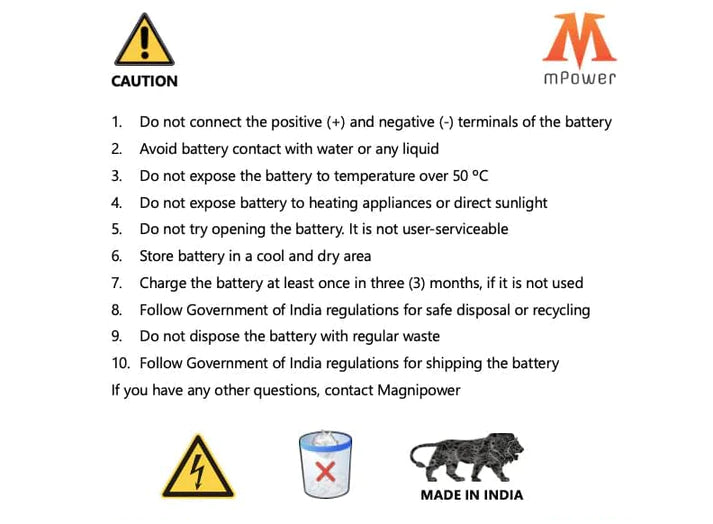 CAUTION
mPower
1. Do not connect the positive (+) and negative (-) terminals of the battery
2. Avoid battery contact with water or any liquid
3. Do not expose the battery to temperature over 50 ºC
4. Do not expose battery to heating appliances or direct sunlight
5. Do not try opening the battery. It is not user-serviceable
6. Store battery in a cool and dry area
7. Charge the battery at least once in three (3) months, if it is not used
8. Follow Government of India regulations for safe disposal or recycling
9. Do not dispose the battery with regular waste
10. Follow Government of India regulations for shipping the battery
If you have any other questions, contact Magnipower
MADE IN INDIA